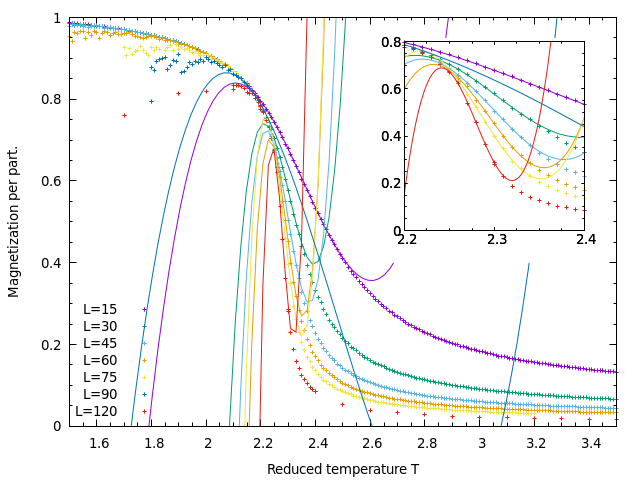 1
0.8
0.6
0.4
0.2
0
Magnetization per part.
0.8
0.6
0.4
0.2
0
2.2
2.3
2.4
L=15
L=30
L=45
L=60
L=75
L=90
L=120
1.6
1.8
2
2.2
2.4
2.6
2.8
3
3.2
3.4
Reduced temperature T